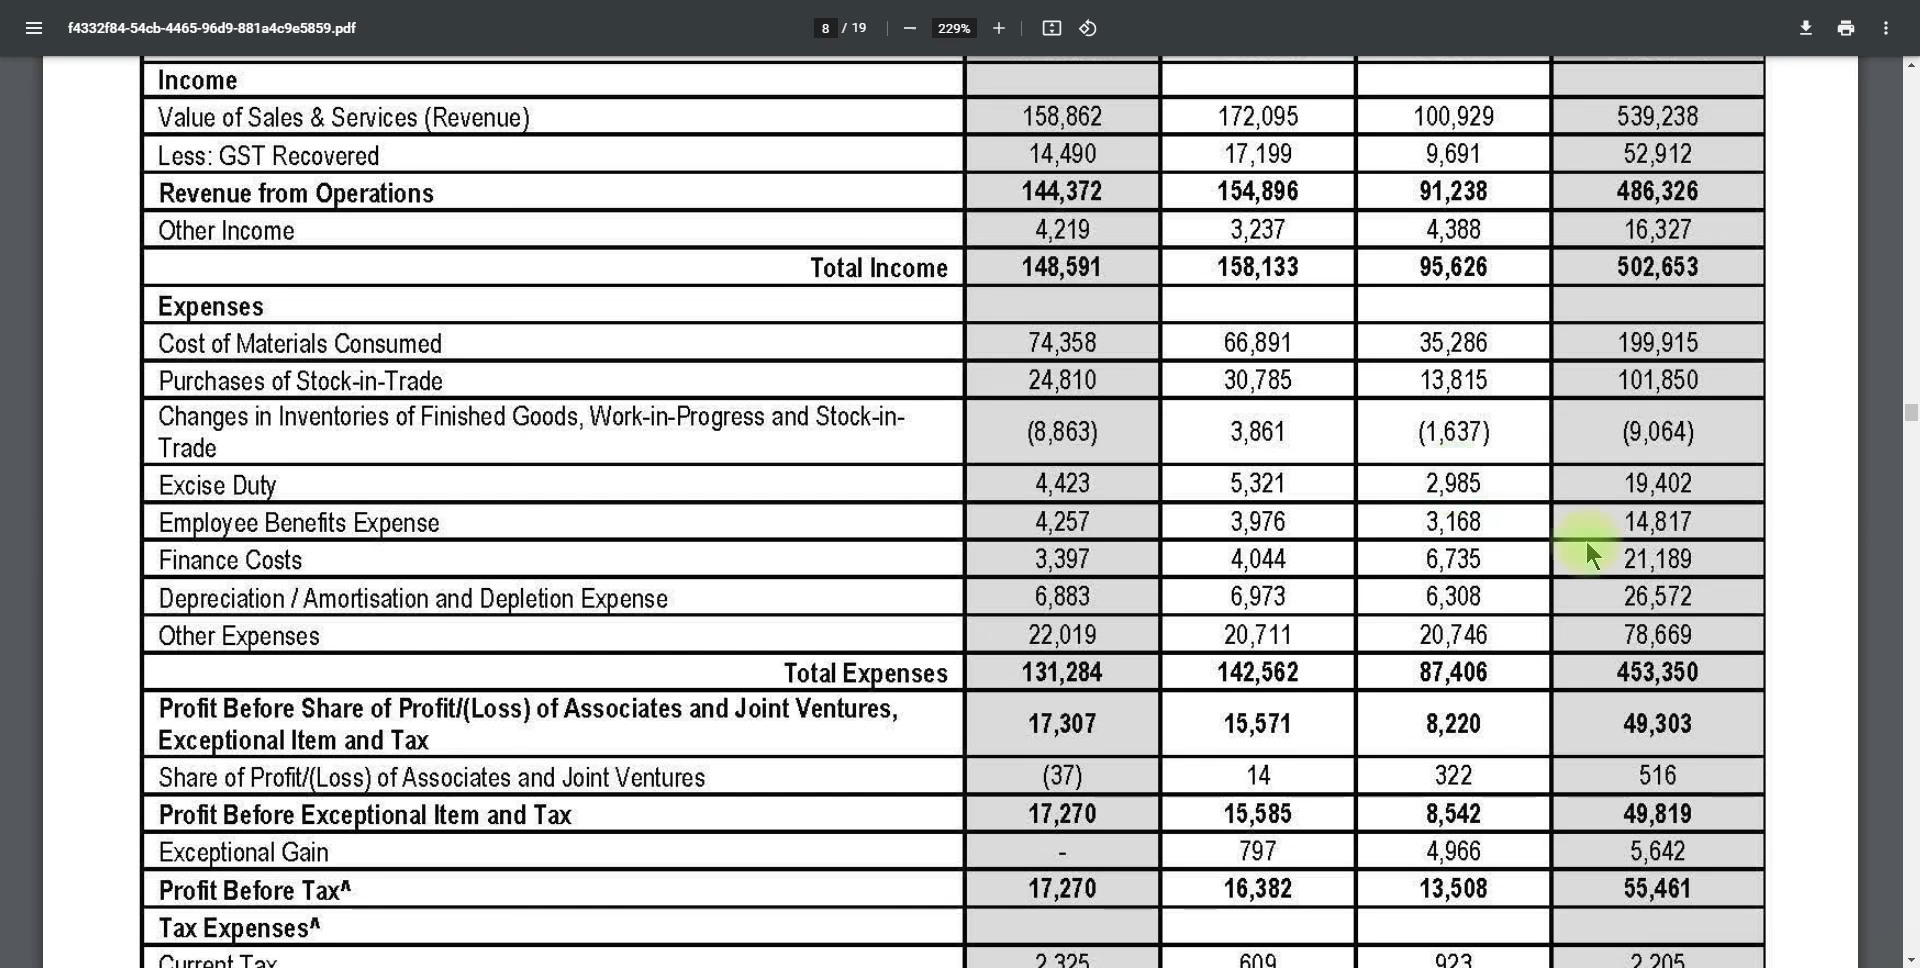 f4332f84-54cb-4465-96d9-881a4c9e5859.pdf 8 / 19 229%
Income
Value of Sales & Services (Revenue) 158,862 172,095 100,929 539,238
Less: GST Recovered 14,490 17,199 9,691 52,912
Revenue from Operations 144,372 154,896 91,238 486,326
Other Income 4,219 3,237 4,388 16,327
Total Income 148,591 158,133 95,626 502,653
Expenses
Cost of Materials Consumed 74,358 66,891 35,286 199,915
Purchases of Stock-in-Trade 24,810 30,785 13,815 101,850
Changes in Inventories of Finished Goods, Work-in-Progress and Stock-in-
Trade (8,863) 3,861 (1,637) (9,064)
Excise Duty 4,423 5,321 2,985 19,402
Employee Benefits Expense 4,257 3,976 3,168 14,817
Finance Costs 3,397 4,044 6,735 21,189
Depreciation / Amortisation and Depletion Expense 6,883 6,973 6,308 26,572
Other Expenses 22,019 20,711 20,746 78,669
Total Expenses 131,284 142,562 87,406 453,350
Profit Before Share of Profit/(Loss) of Associates and Joint Ventures,
Exceptional Item and Tax 17,307 15,571 8,220 49,303
Share of Profit/(Loss) of Associates and Joint Ventures (37) 14 322 516
Profit Before Exceptional Item and Tax 17,270 15,585 8,542 49,819
Exceptional Gain - 797 4,966 5,642
Profit Before Tax^ 17,270 16,382 13,508 55,461
Tax Expenses^
Current Tax 2,325 609 923 2,205